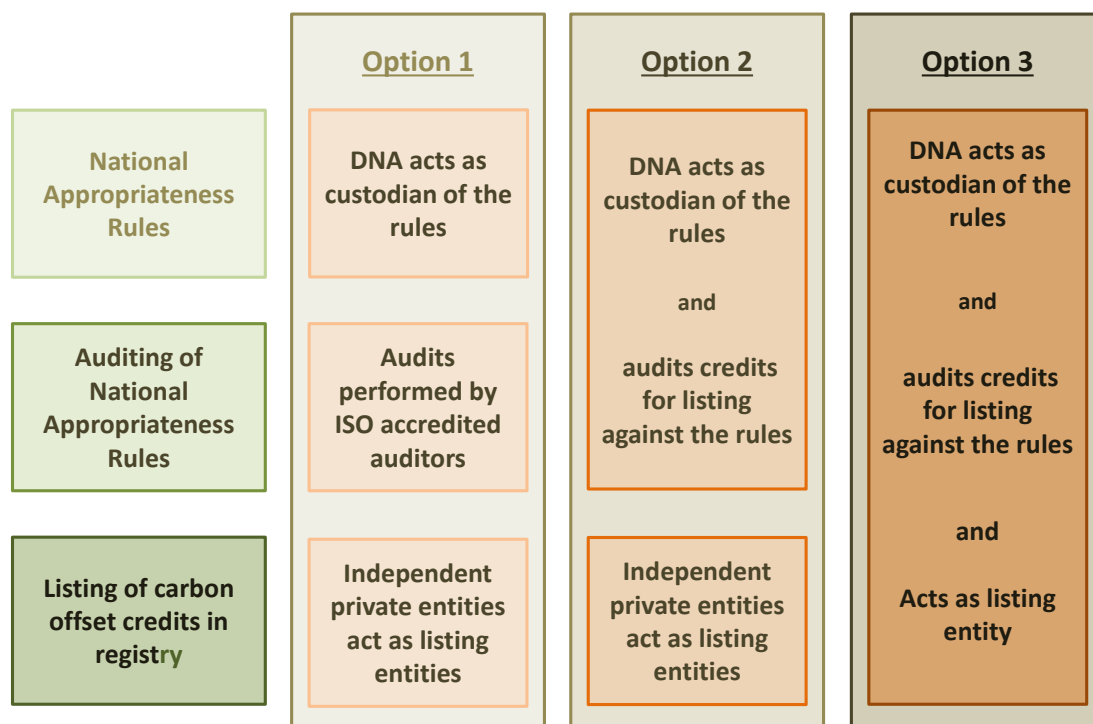 Option 1
Option 2
Option 3
National
Appropriateness
Rules
DNA acts as
custodian of the
rules
DNA acts as
custodian of the
rules
and
audits credits
for listing
against the rules
DNA acts as
custodian of the
rules
and
audits credits
for listing
against the rules
and
Acts as listing
entity
Auditing of
National
Appropriateness
Rules
Audits
performed by
ISO accredited
auditors
Listing of carbon
offset credits in
registry
Independent
private entities
act as listing
entities
Independent
private entities
act as listing
entities